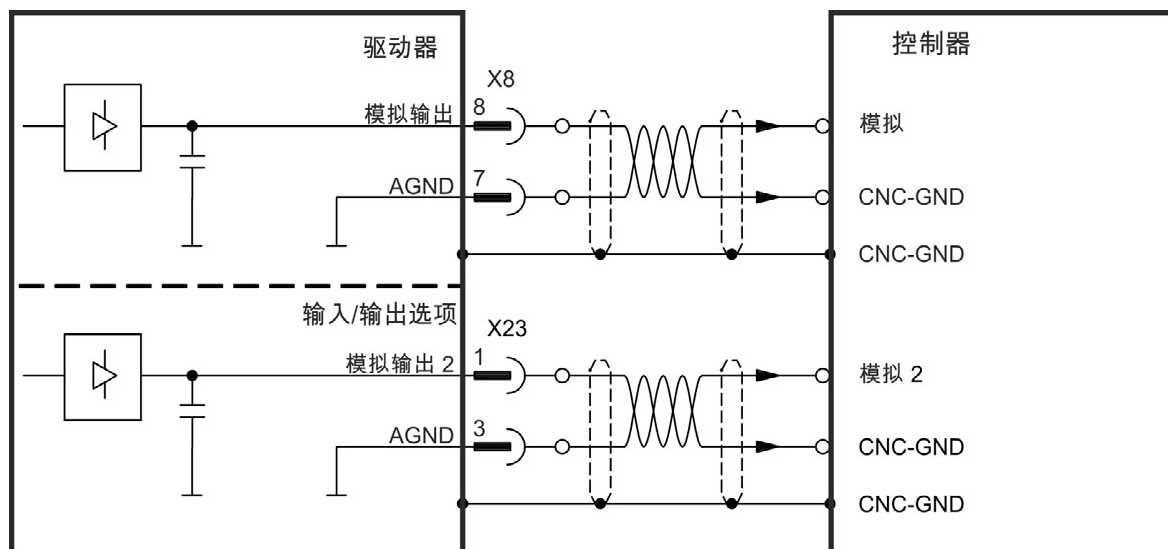 驱动器
控制器
X8
模拟输出
8
模拟
AGND
7
CNC-GND
CNC-GND
输入/输出选项
X23
模拟输出 2
1
模拟 2
AGND
3
CNC-GND
CNC-GND